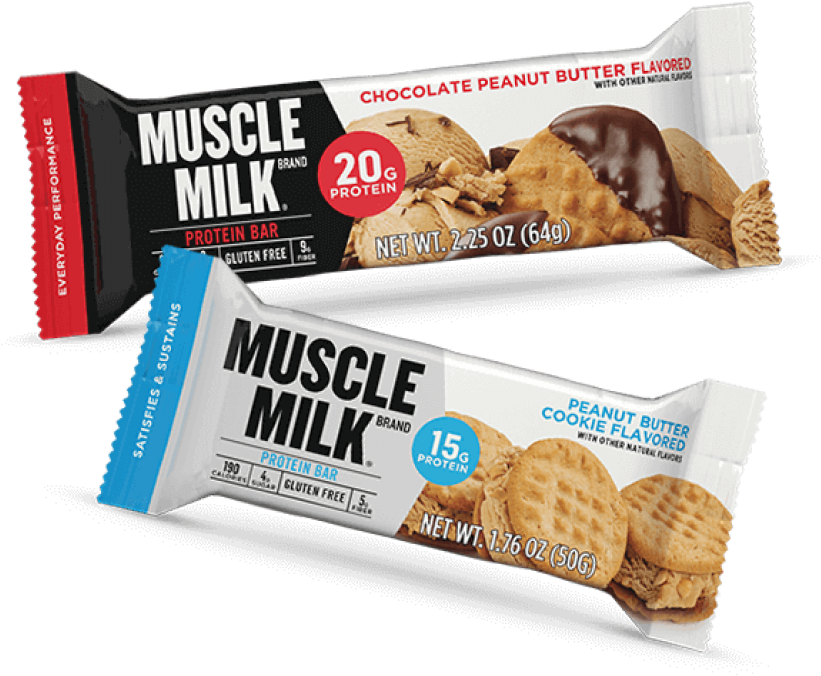 EVERYDAY PERFORMANCE
MUSCLE
MILK® BRAND
PROTEIN BAR
GLUTEN FREE
9g
FIBER
20G
PROTEIN
CHOCOLATE PEANUT BUTTER FLAVORED
WITH OTHER NATURAL FLAVORS
NET WT. 2.25 OZ (64g)
SATISFIES & SUSTAINS
MUSCLE
MILK® BRAND
PROTEIN BAR
190
CALORIES
4g
SUGAR
GLUTEN FREE
5g
FIBER
15G
PROTEIN
PEANUT BUTTER
COOKIE FLAVORED
WITH OTHER NATURAL FLAVORS
NET WT. 1.76 OZ (50G)